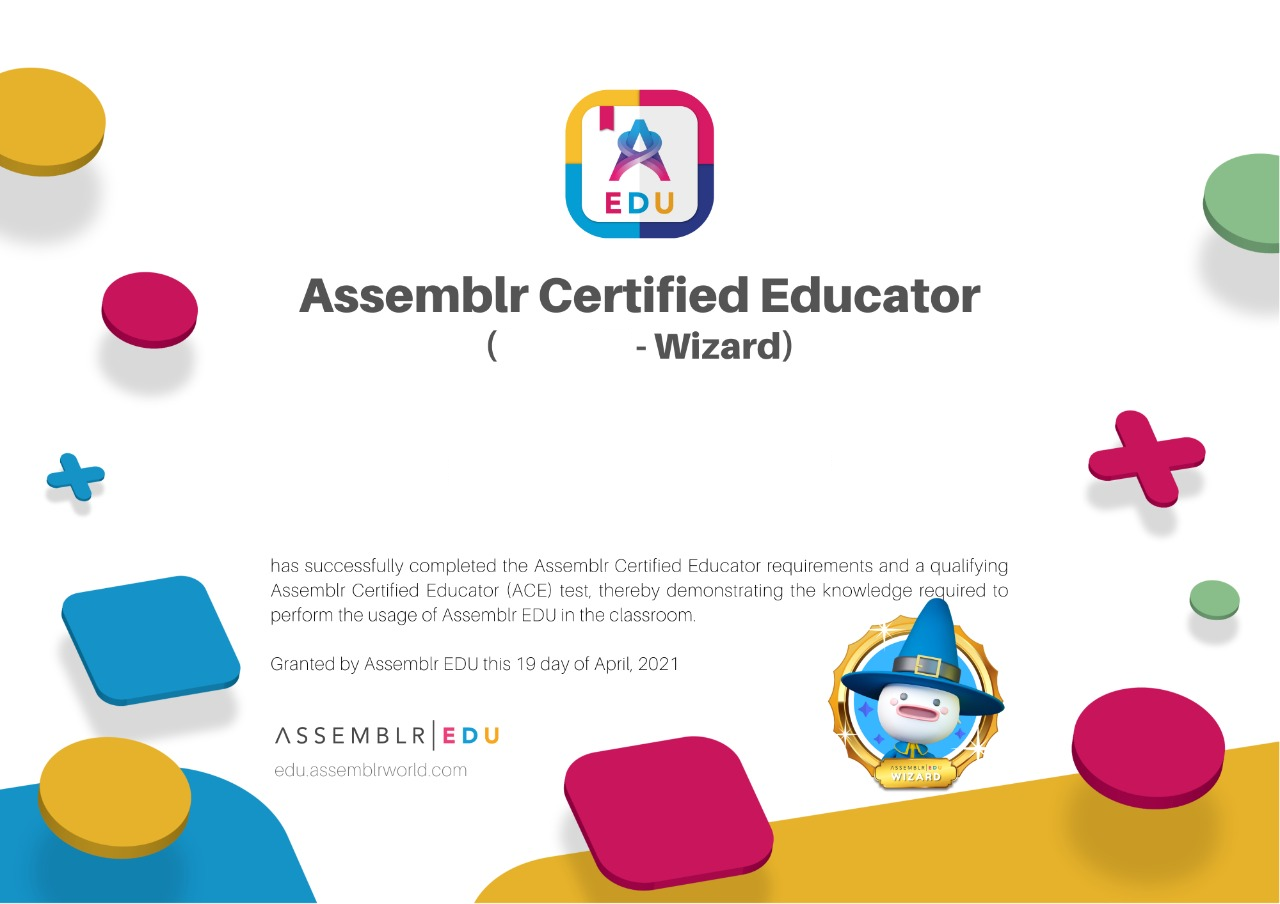 A
EDU
Assemblr Certified Educator
( - Wizard)
has successfully completed the Assemblr Certified Educator requirements and a qualifying
Assemblr Certified Educator (ACE) test, thereby demonstrating the knowledge required to
perform the usage of Assemblr EDU in the classroom.
Granted by Assemblr EDU this 19 day of April, 2021
ASSEMBLR|EDU
edu.assemblrworld.com
ASSEMBLR|EDU
WIZARD